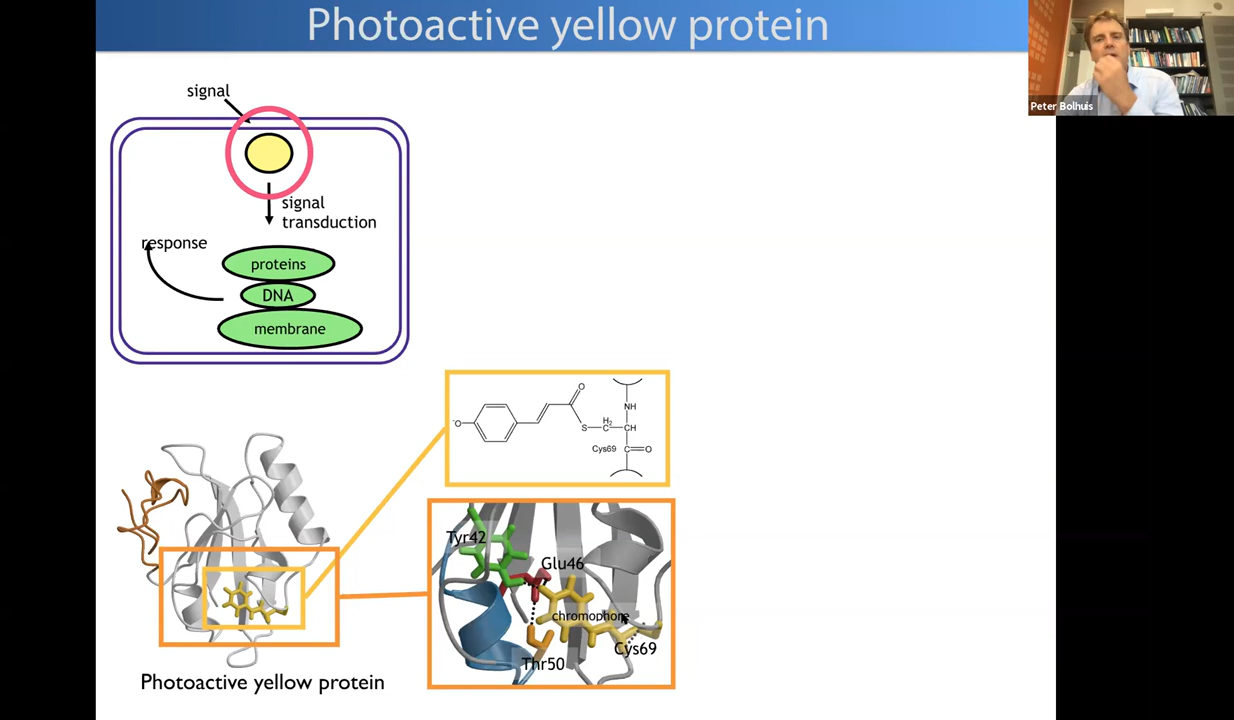 Photoactive yellow protein
Peter Bolhuis
signal
signal
transduction
response
proteins
DNA
membrane
O
NH
⁻O
S
H₂
C
CH
Cys69
C
O
Tyr42
Glu46
chromophore
Cys69
Thr50
Photoactive yellow protein